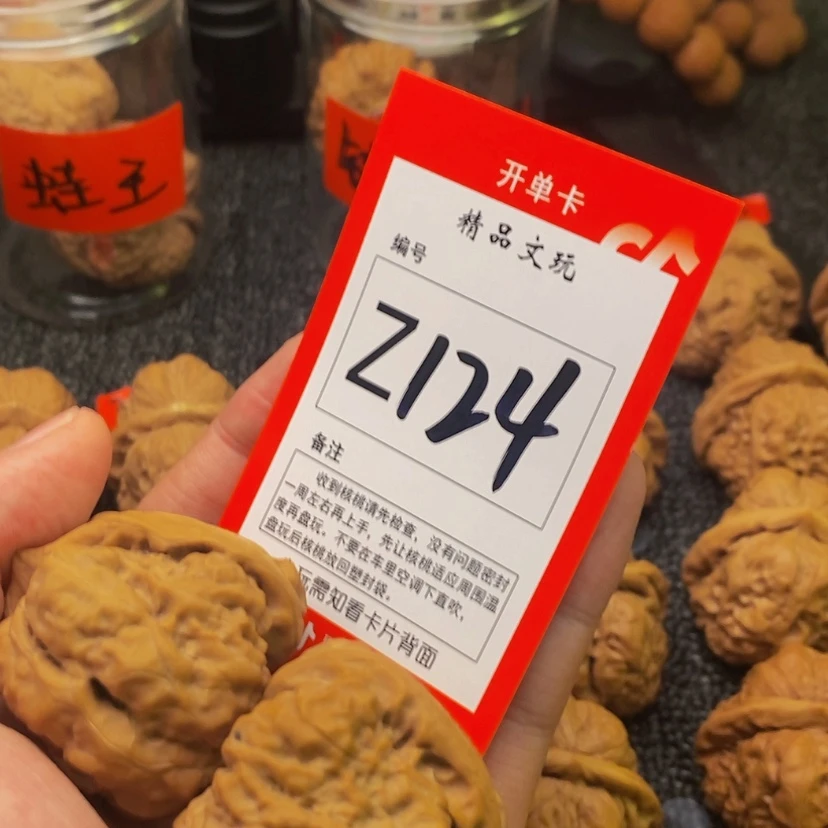 蛙王
开单卡
精品文玩
编号
Z124
备注
收到核桃请先检查，没有问题密封
一周左右再上手，先让核桃适应周围温
度再盘玩。不要在车里空调下直吹，
盘玩后核桃放回塑封袋。
需知看卡片背面